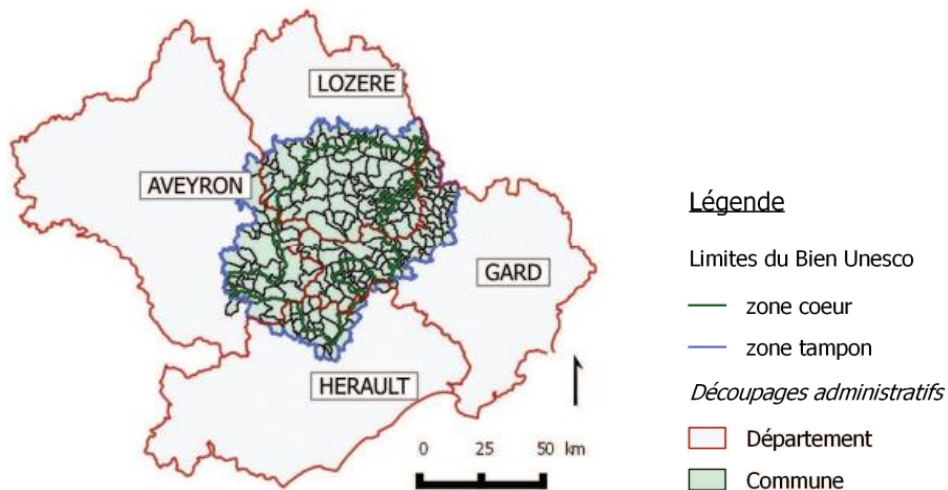 LOZERE
AVEYRON
GARD
HERAULT
0 25 50 km
Légende
Limites du Bien Unesco
zone coeur
zone tampon
Découpages administratifs
Département
Commune